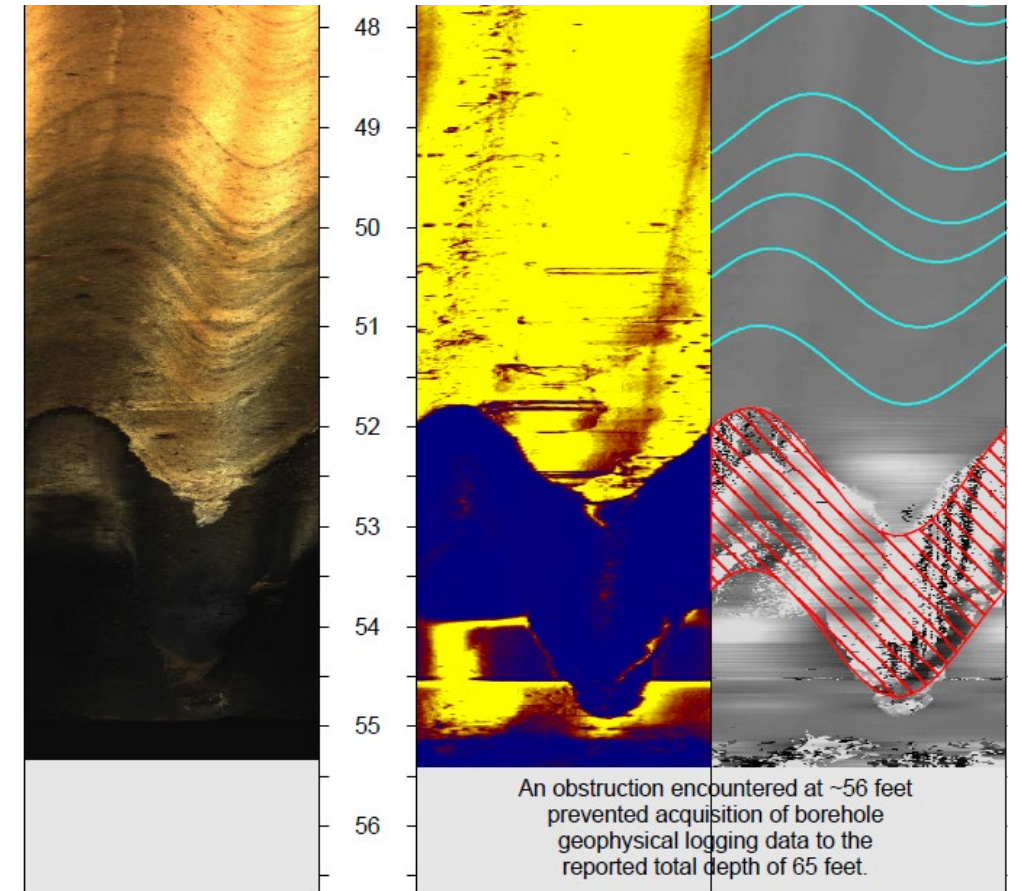 48
49
50
51
52
53
54
55
56
An obstruction encountered at ~56 feet
prevented acquisition of borehole
geophysical logging data to the
reported total depth of 65 feet.